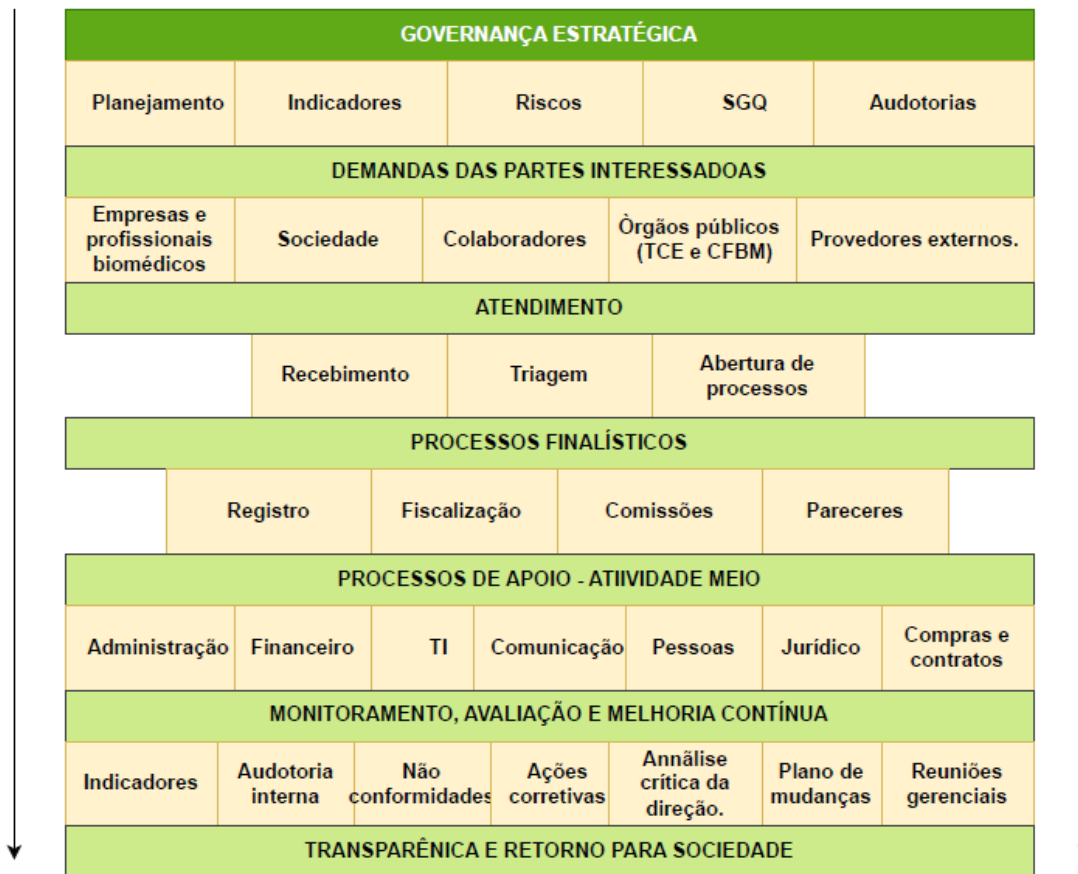 GOVERNANÇA ESTRATÉGICA
Planejamento
Indicadores
Riscos
SGQ
Audotorias
DEMANDAS DAS PARTES INTERESSADOAS
Empresas e
profissionais
biomédicos
Sociedade
Colaboradores
Òrgãos públicos
(TCE e CFBM)
Provedores externos.
ATENDIMENTO
Recebimento
Triagem
Abertura de
processos
PROCESSOS FINALÍSTICOS
Registro
Fiscalização
Comissões
Pareceres
PROCESSOS DE APOIO - ATIIVIDADE MEIO
Administração
Financeiro
TI
Comunicação
Pessoas
Jurídico
Compras e
contratos
MONITORAMENTO, AVALIAÇÃO E MELHORIA CONTÍNUA
Indicadores
Audotoria
interna
Não
conformidades
Ações
corretivas
Annãlise
crítica da
direção.
Plano de
mudanças
Reuniões
gerenciais
TRANSPARÊNICA E RETORNO PARA SOCIEDADE